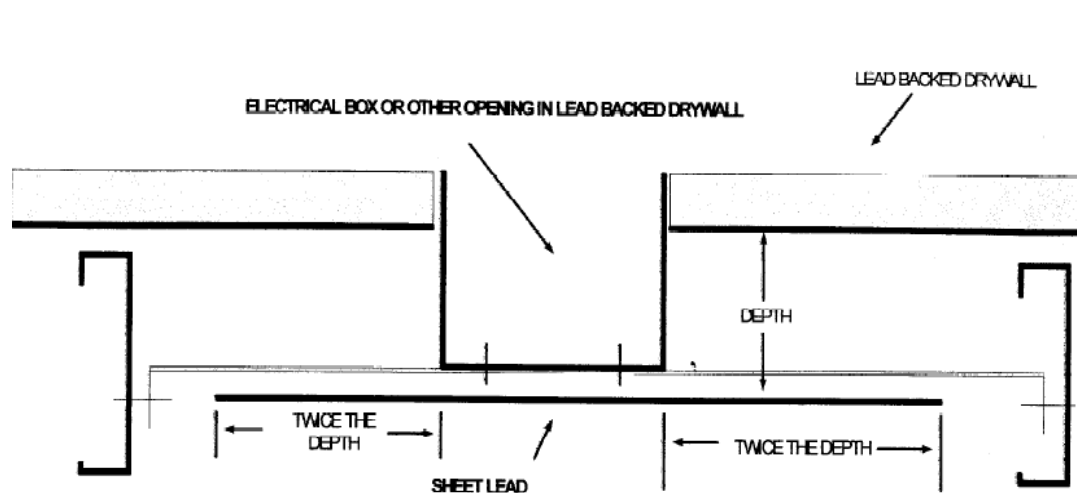 LEAD BACKED DRYWALL
ELECTRICAL BOX OR OTHER OPENING IN LEAD BACKED DRYWALL
DEPTH
TWICE THE
DEPTH
TWICE THE DEPTH
SHEET LEAD